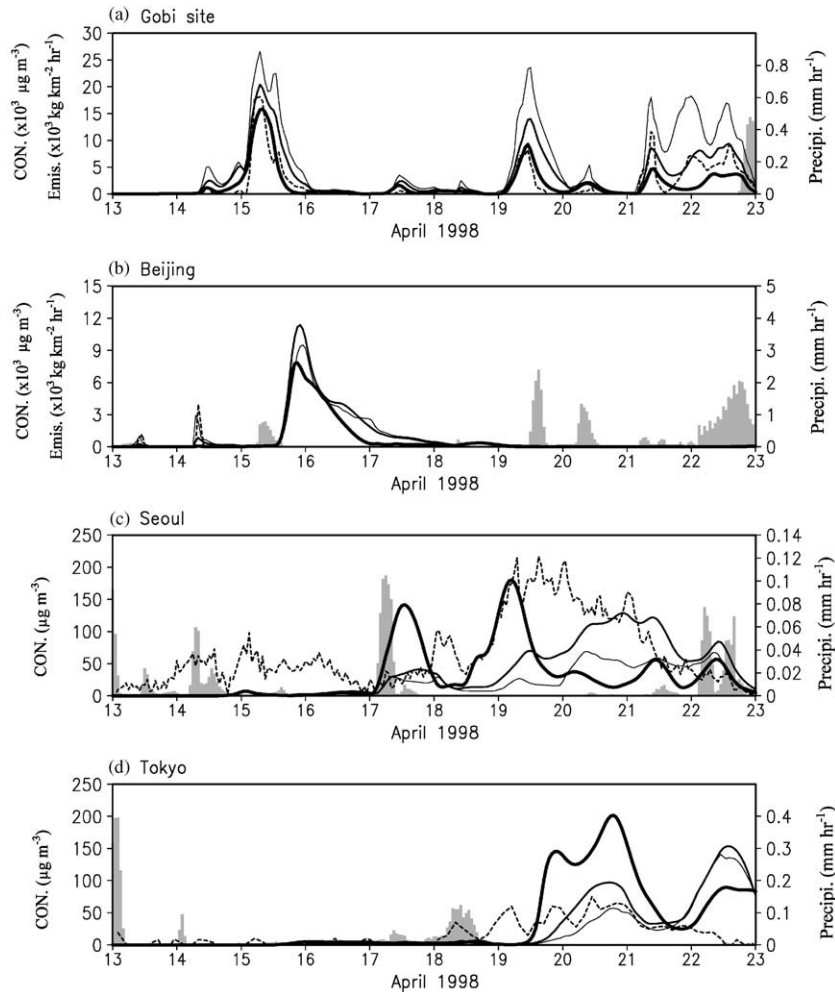 (a) Gobi site
CON. (x10³ μg m⁻³)
Emis. (x10³ kg km⁻² hr⁻¹)
30
25
20
15
10
5
0
0.8
0.6
0.4
0.2
0
Precipi. (mm hr⁻¹)
13 14 15 16 17 18 19 20 21 22 23
April 1998
(b) Beijing
CON. (x10³ μg m⁻³)
Emis. (x10³ kg km⁻² hr⁻¹)
15
12
9
6
3
0
5
4
3
2
1
0
Precipi. (mm hr⁻¹)
13 14 15 16 17 18 19 20 21 22 23
April 1998
(c) Seoul
CON. (μg m⁻³)
250
200
150
100
50
0
0.14
0.12
0.1
0.08
0.06
0.04
0.02
0
Precipi. (mm hr⁻¹)
13 14 15 16 17 18 19 20 21 22 23
April 1998
(d) Tokyo
CON. (μg m⁻³)
250
200
150
100
50
0
0.4
0.3
0.2
0.1
0
Precipi. (mm hr⁻¹)
13 14 15 16 17 18 19 20 21 22 23
April 1998